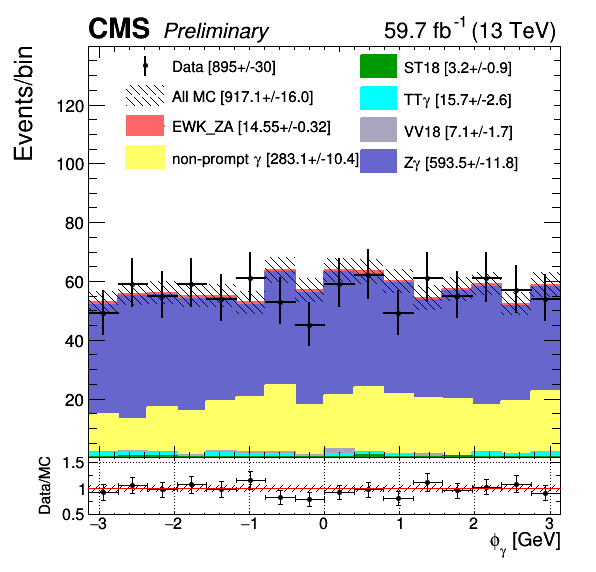 CMS Preliminary 59.7 fb⁻¹ (13 TeV)
Events/bin
Data [895+/-30]
All MC [917.1+/-16.0]
EWK_ZA [14.55+/-0.32]
non-prompt γ [283.1+/-10.4]
ST18 [3.2+/-0.9]
TTγ [15.7+/-2.6]
VV18 [7.1+/-1.7]
Zγ [593.5+/-11.8]
120
100
80
60
40
20
Data/MC
1.5
1
0.5
−3 −2 −1 0 1 2 3
ϕγ [GeV]